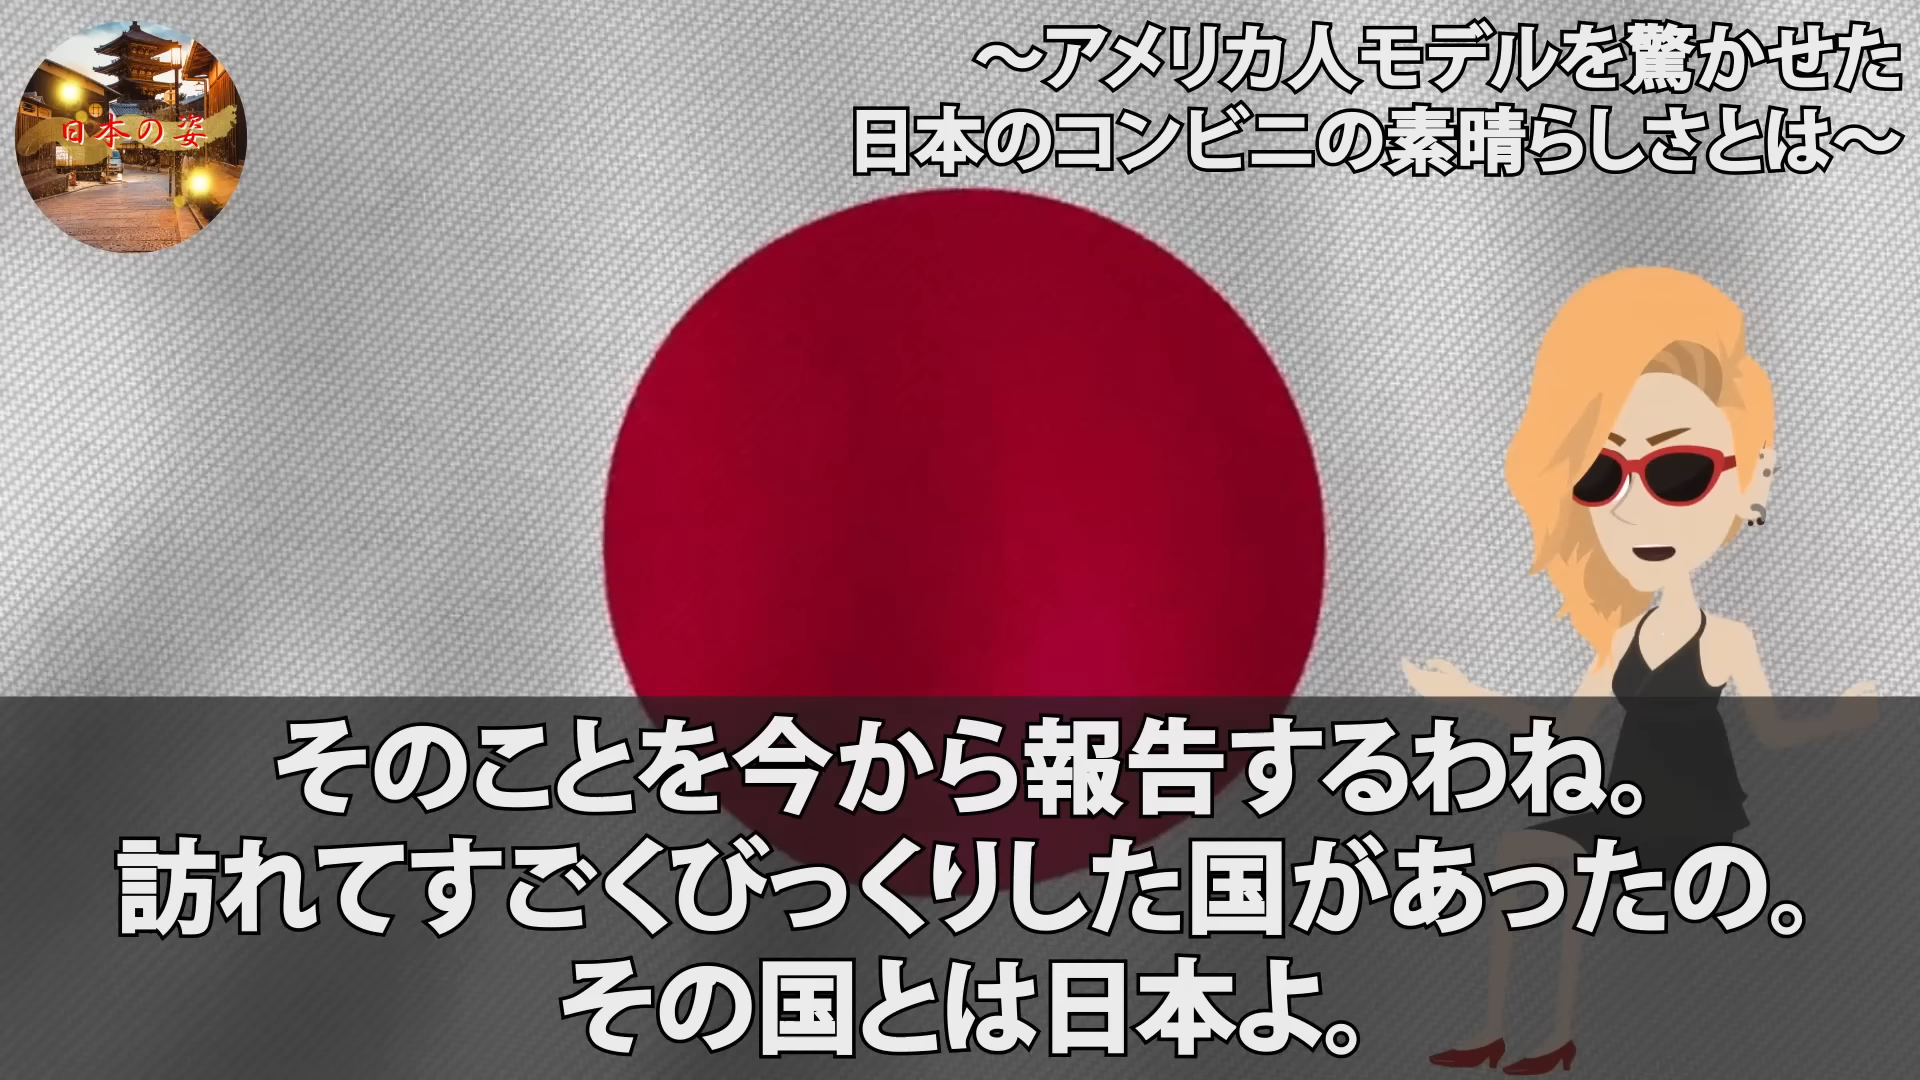 日本の姿
～アメリカ人モデルを驚かせた
日本のコンビニの素晴らしさとは～
そのことを今から報告するわね。
訪れてすごくびっくりした国があったの。
その国とは日本よ。